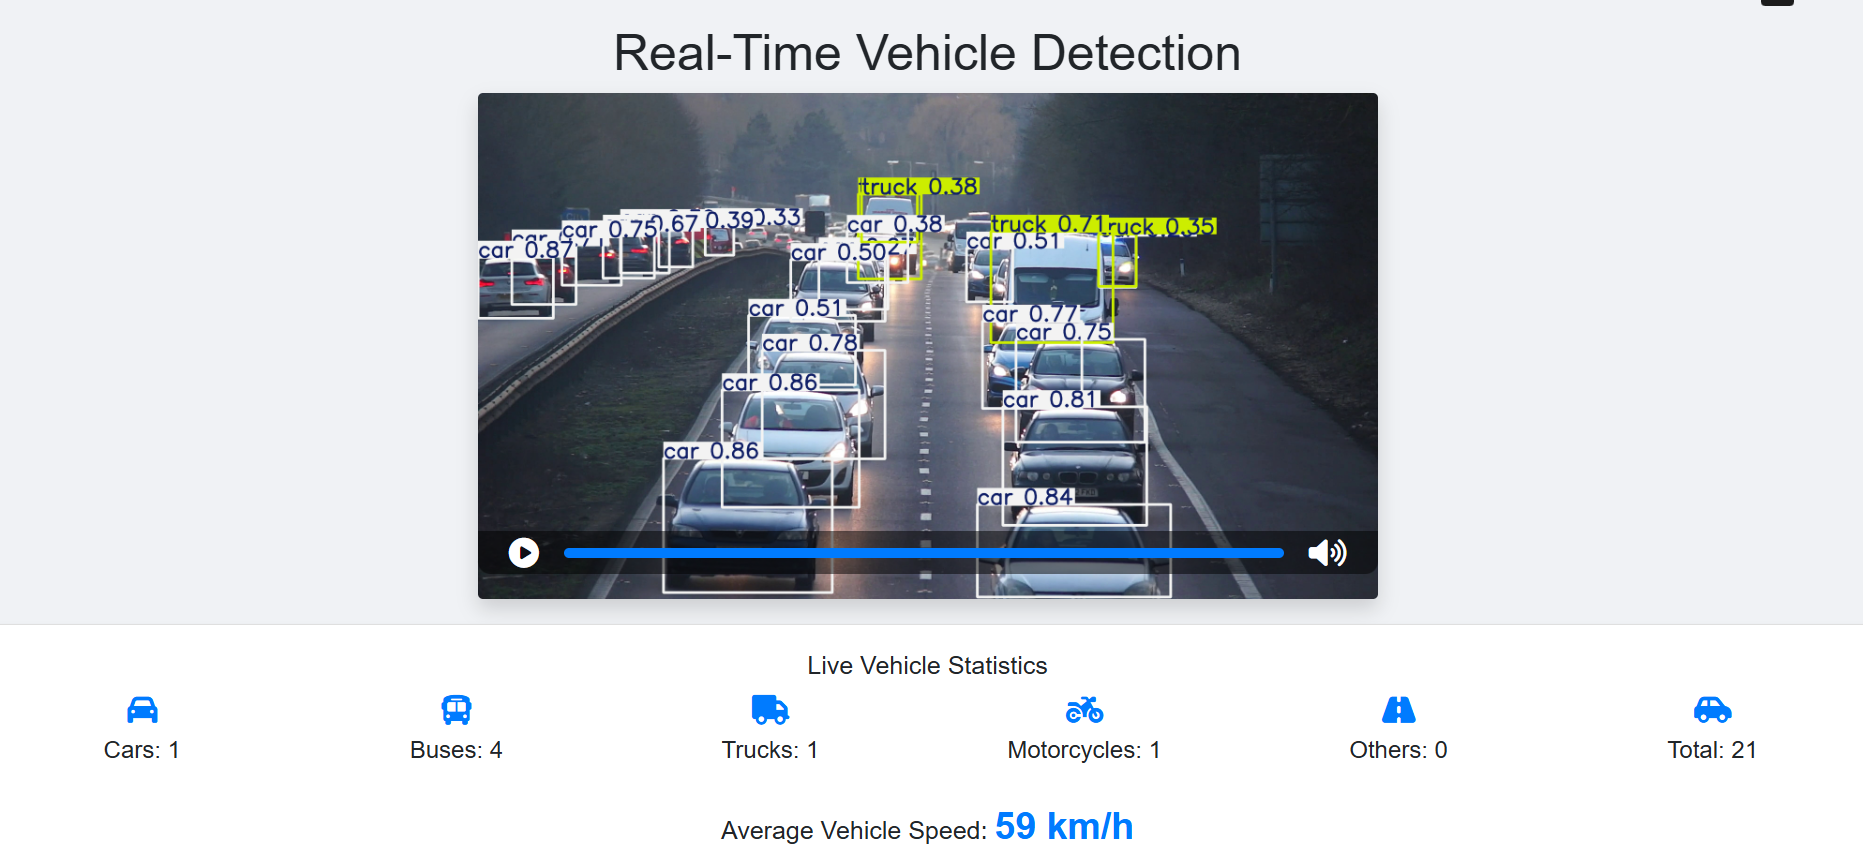 Real-Time Vehicle Detection
truck 0.38
0.33
0.39
0.67
car 0.75
car
car 0.87
car 0.38
truck 0.71
truck 0.35
car 0.51
car 0.50
car 0.51
car 0.77
car 0.75
car 0.78
car 0.86
car 0.81
car 0.86
car 0.84
Live Vehicle Statistics
Cars: 1
Buses: 4
Trucks: 1
Motorcycles: 1
Others: 0
Total: 21
Average Vehicle Speed: 59 km/h